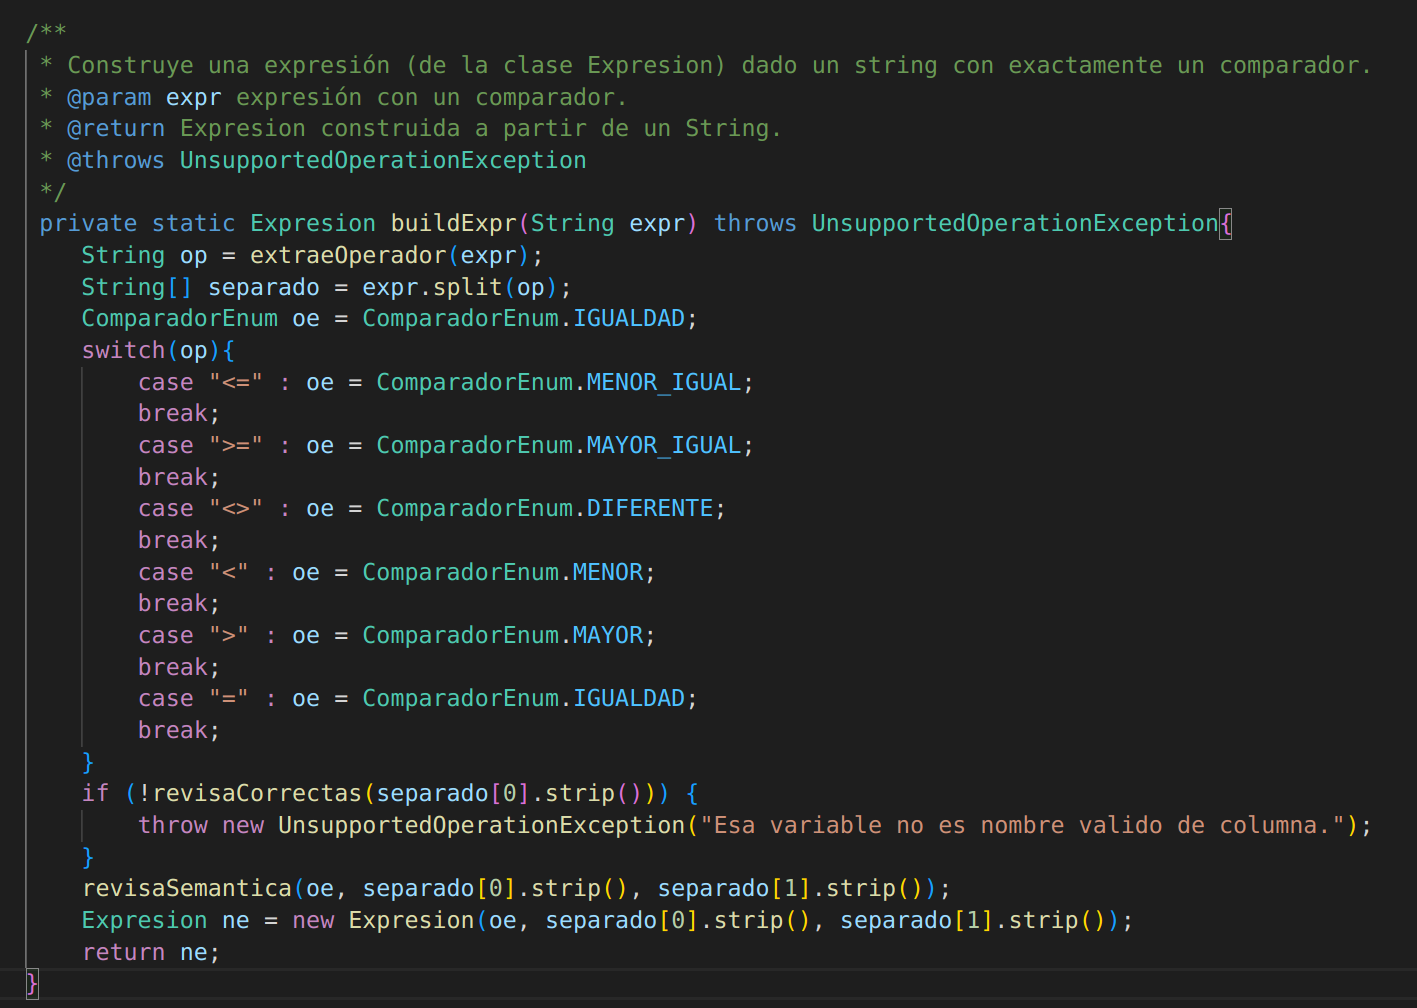 /**
 * Construye una expresión (de la clase Expresion) dado un string con exactamente un comparador.
 * @param expr expresión con un comparador.
 * @return Expresion construida a partir de un String.
 * @throws UnsupportedOperationException
 */
 private static Expresion buildExpr(String expr) throws UnsupportedOperationException{
    String op = extraeOperador(expr);
    String[] separado = expr.split(op);
    ComparadorEnum oe = ComparadorEnum.IGUALDAD;
    switch(op){
        case "<=" : oe = ComparadorEnum.MENOR_IGUAL;
        break;
        case ">=" : oe = ComparadorEnum.MAYOR_IGUAL;
        break;
        case "<>" : oe = ComparadorEnum.DIFERENTE;
        break;
        case "<" : oe = ComparadorEnum.MENOR;
        break;
        case ">" : oe = ComparadorEnum.MAYOR;
        break;
        case "=" : oe = ComparadorEnum.IGUALDAD;
        break;
    }
    if (!revisaCorrectas(separado[0].strip())) {
        throw new UnsupportedOperationException("Esa variable no es nombre valido de columna.");
    }
    revisaSemantica(oe, separado[0].strip(), separado[1].strip());
    Expresion ne = new Expresion(oe, separado[0].strip(), separado[1].strip());
    return ne;
}